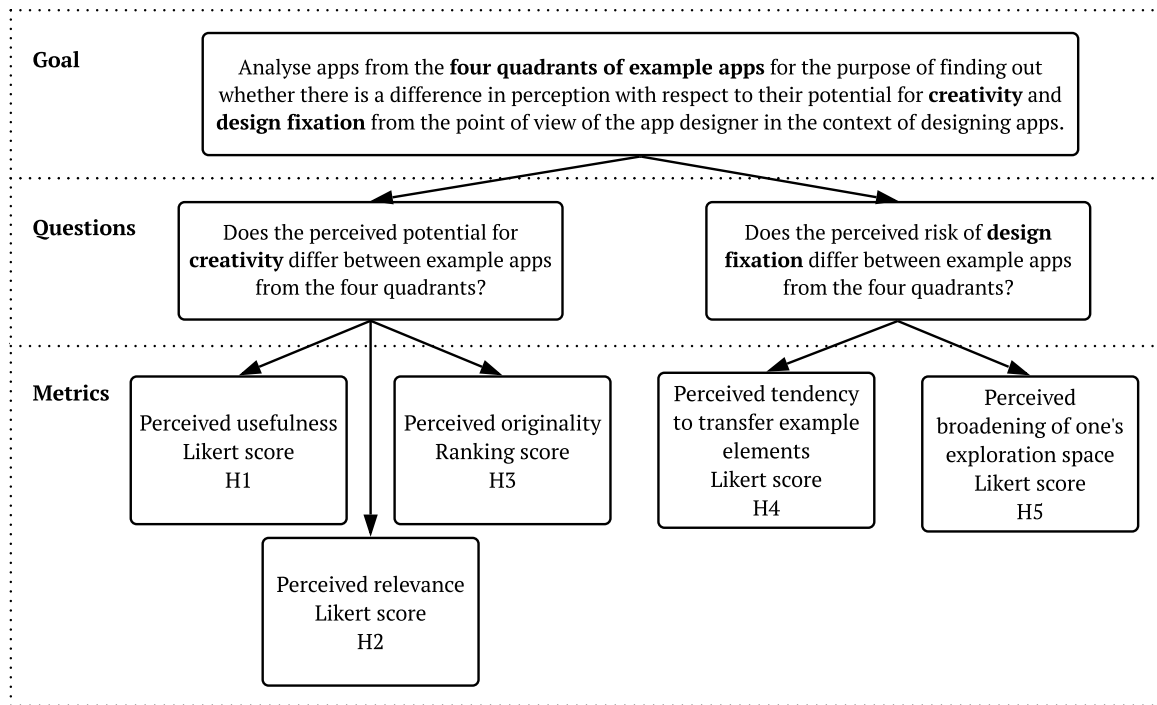 Goal
Analyse apps from the four quadrants of example apps for the purpose of finding out
whether there is a difference in perception with respect to their potential for creativity and
design fixation from the point of view of the app designer in the context of designing apps.
Questions
Does the perceived potential for
creativity differ between example apps
from the four quadrants?
Does the perceived risk of design
fixation differ between example apps
from the four quadrants?
Metrics
Perceived usefulness
Likert score
H1
Perceived relevance
Likert score
H2
Perceived originality
Ranking score
H3
Perceived tendency
to transfer example
elements
Likert score
H4
Perceived
broadening of one's
exploration space
Likert score
H5